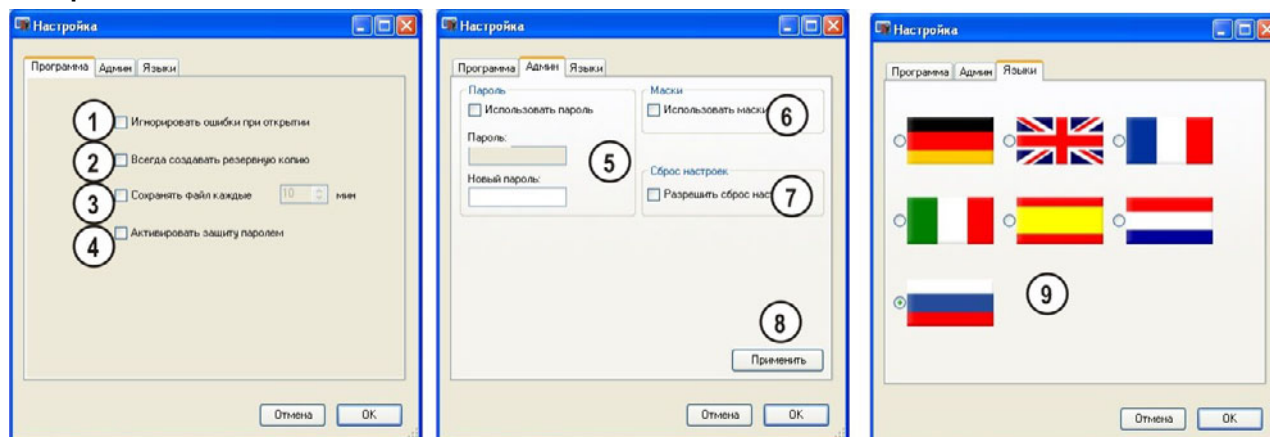 Настройка
Программа Админ Языки
1 Игнорировать ошибки при открытии
2 Всегда создавать резервную копию
3 Сохранять файл каждые 10 мин
4 Активировать защиту паролем
Отмена OK
Настройка
Программа Админ Языки
Пароль
Использовать пароль
Пароль:
5
Новый пароль:
Маски
Использовать маски 6
Сброс настроек
Разрешить сброс 7
8
Применить
Отмена OK
Настройка
Программа Админ Языки
9
Отмена OK